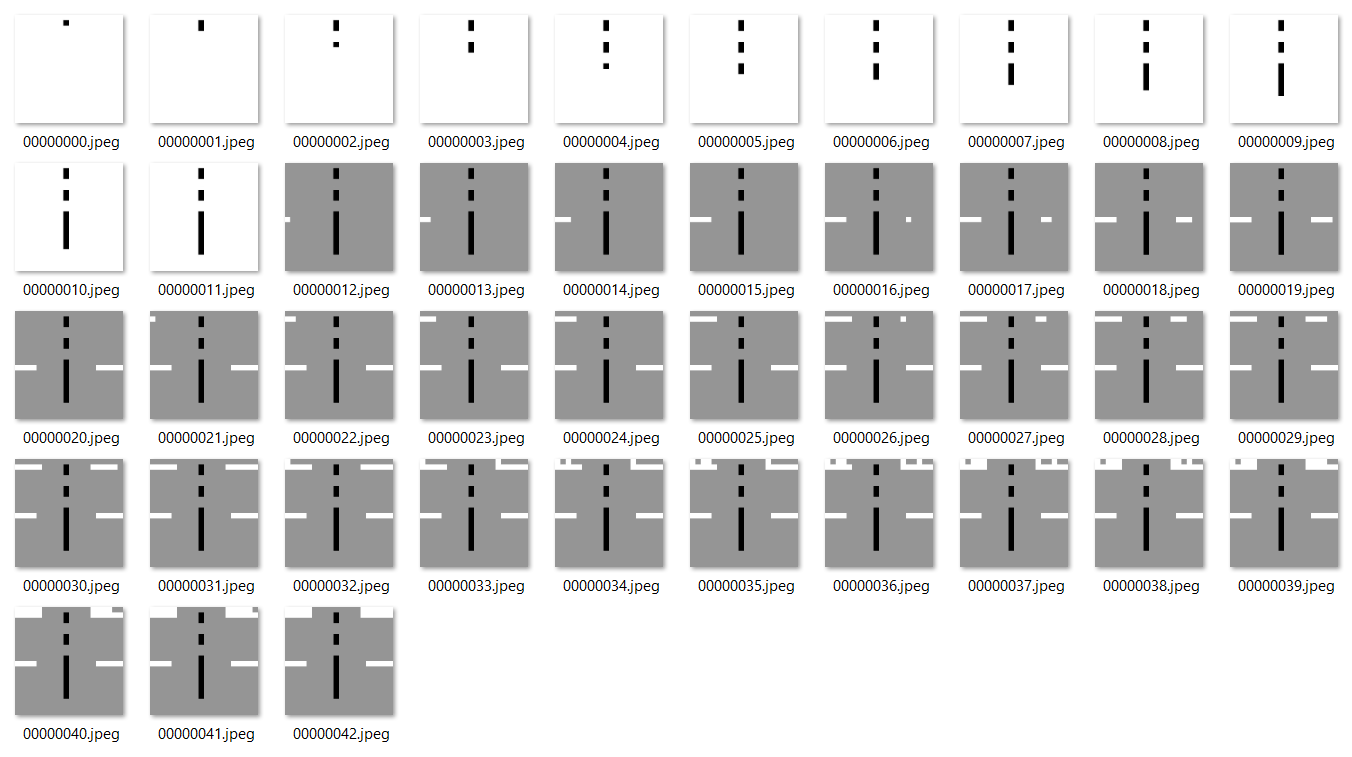 00000000.jpeg 00000001.jpeg 00000002.jpeg 00000003.jpeg 00000004.jpeg 00000005.jpeg 00000006.jpeg 00000007.jpeg 00000008.jpeg 00000009.jpeg
00000010.jpeg 00000011.jpeg 00000012.jpeg 00000013.jpeg 00000014.jpeg 00000015.jpeg 00000016.jpeg 00000017.jpeg 00000018.jpeg 00000019.jpeg
00000020.jpeg 00000021.jpeg 00000022.jpeg 00000023.jpeg 00000024.jpeg 00000025.jpeg 00000026.jpeg 00000027.jpeg 00000028.jpeg 00000029.jpeg
00000030.jpeg 00000031.jpeg 00000032.jpeg 00000033.jpeg 00000034.jpeg 00000035.jpeg 00000036.jpeg 00000037.jpeg 00000038.jpeg 00000039.jpeg
00000040.jpeg 00000041.jpeg 00000042.jpeg